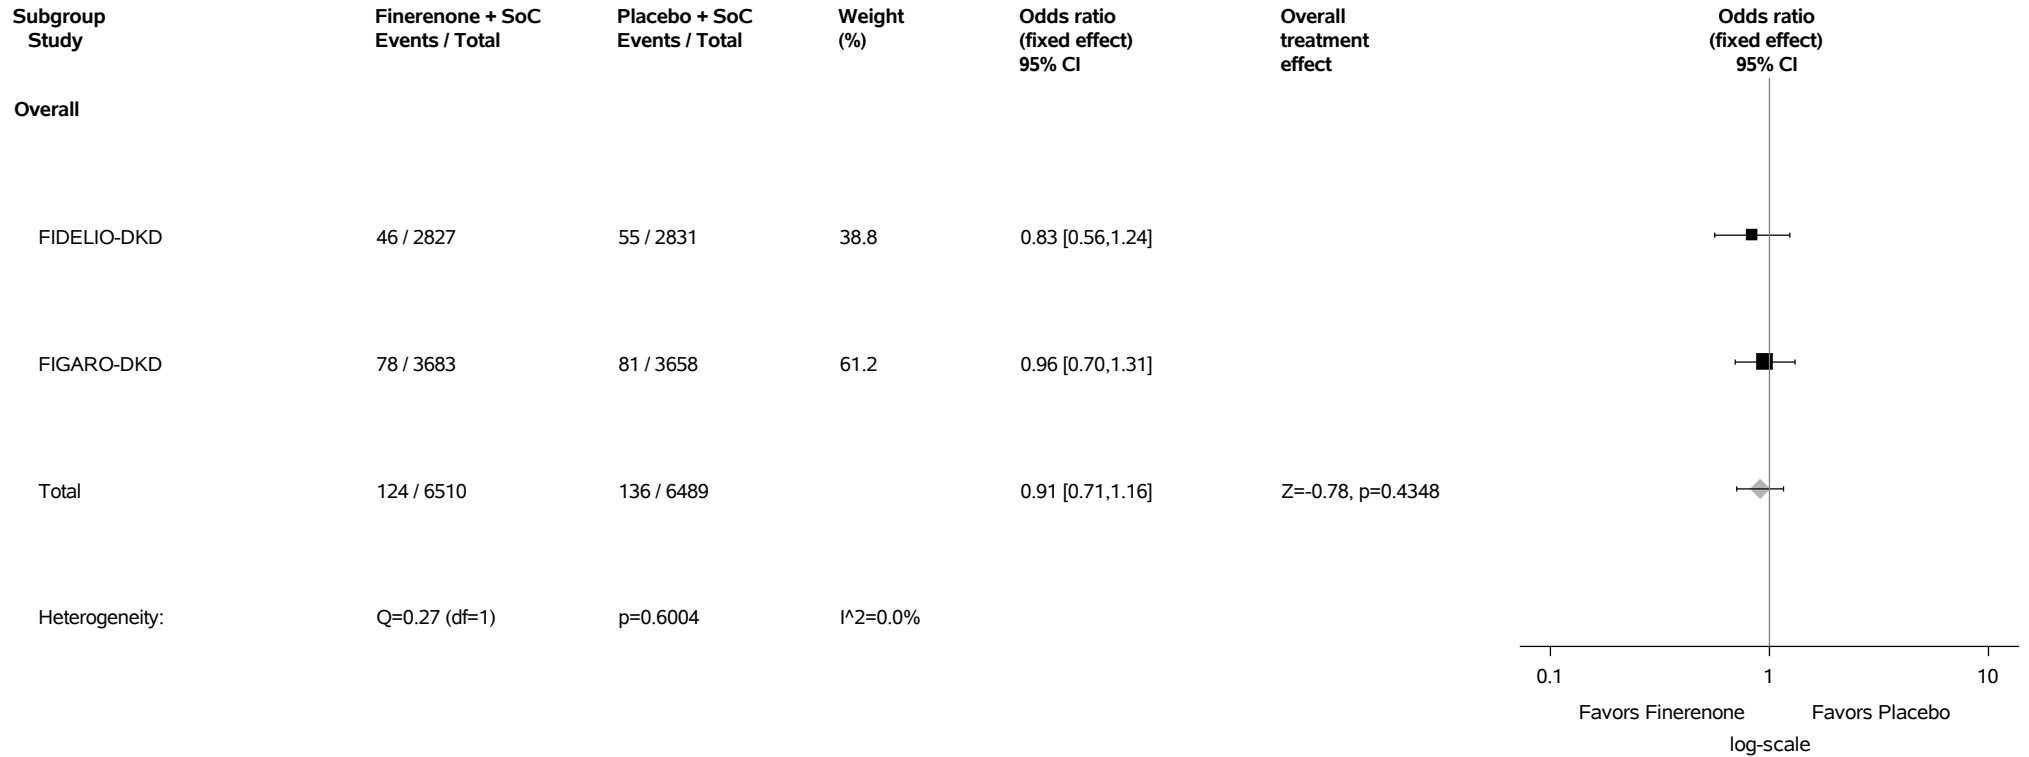 Subgroup Finerenone + SoC Placebo + SoC Weight Odds ratio Overall Odds ratio
Study Events / Total Events / Total (%) (fixed effect) treatment (fixed effect)
95% CI effect 95% CI
Overall
FIDELIO-DKD 46 / 2827 55 / 2831 38.8 0.83 [0.56,1.24]
FIGARO-DKD 78 / 3683 81 / 3658 61.2 0.96 [0.70,1.31]
Total 124 / 6510 136 / 6489 0.91 [0.71,1.16] Z=-0.78, p=0.4348
Heterogeneity: Q=0.27 (df=1) p=0.6004 I^2=0.0%
0.1 1 10
Favors Finerenone Favors Placebo
log-scale